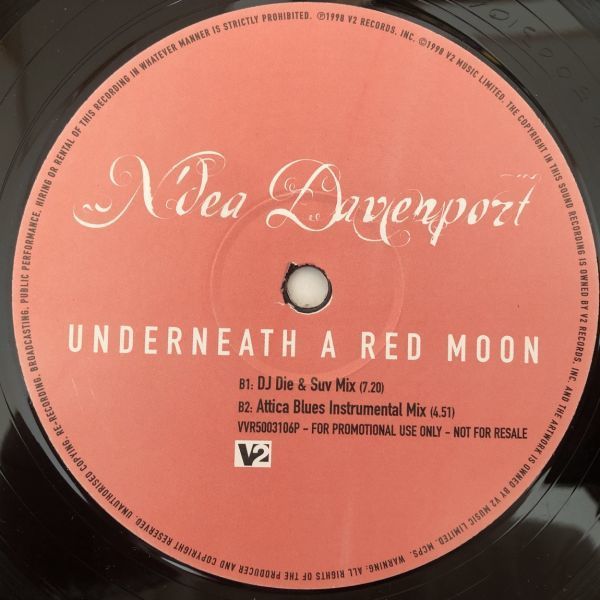 N'dea Davenport
UNDERNEATH A RED MOON
B1: DJ Die & Suv Mix (7.20)
B2: Attica Blues Instrumental Mix (4.51)
VVR5003106P – FOR PROMOTIONAL USE ONLY – NOT FOR RESALE
V2
WARNING: ALL RIGHTS OF THE PRODUCER AND COPYRIGHT RESERVED. UNAUTHORISED COPYING. RE-RECORDING. BROADCASTING. PUBLIC PERFORMANCE. HIRING OR RENTAL OF THIS RECORDING IN WHATEVER MANNER IS STRICTLY PROHIBITED. ℗1998 V2 RECORDS, INC. ©1998 V2 MUSIC LIMITED. THE COPYRIGHT IN THIS SOUND RECORDING IS OWNED BY V2 RECORDS, INC. AND THE ARTWORK IS OWNED BY V2 MUSIC LIMITED. MCPS.